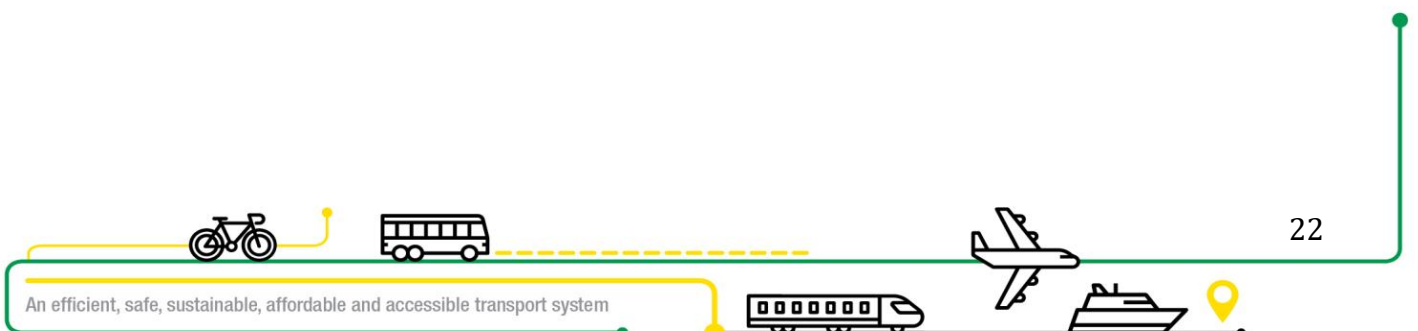 22
An efficient, safe, sustainable, affordable and accessible transport system